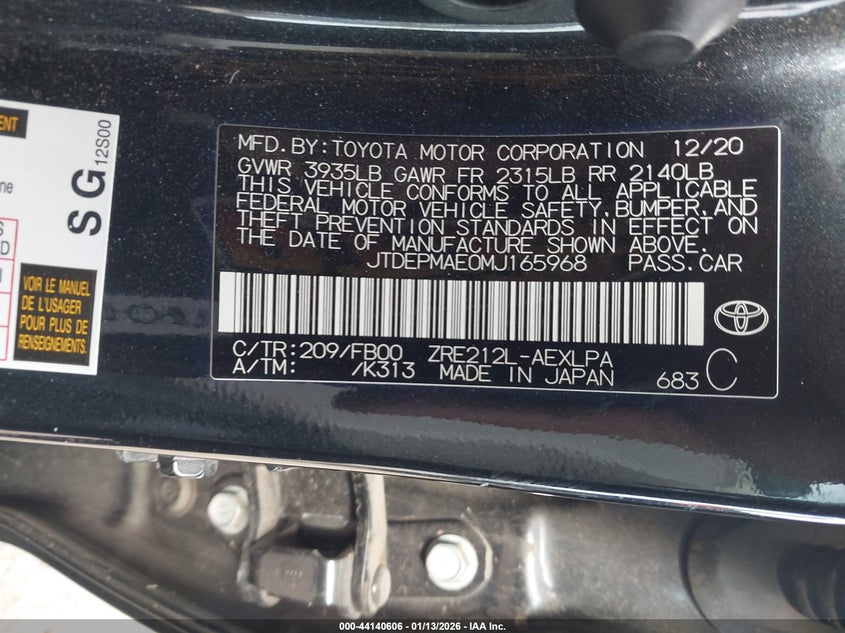 ENT
ne
S
D
I
SG
12S00
VOIR LE MANUEL
DE L'USAGER
POUR PLUS DE
RENSEIGNEMENTS.
MFD.BY:TOYOTA MOTOR CORPORATION 12/20
GVWR 3935LB GAWR FR 2315LB RR 2140LB
THIS VEHICLE CONFORMS TO ALL APPLICABLE
FEDERAL MOTOR VEHICLE SAFETY,BUMPER,AND
THEFT PREVENTION STANDARDS IN EFFECT ON
THE DATE OF MANUFACTURE SHOWN ABOVE.
JTDEPMAE0MJ165968 PASS.CAR
C/TR:209/FB00 ZRE212L-AEXLPA
A/TM: /K313 MADE IN JAPAN 683 C
000-44140606 / 01/13/2026 - IAA Inc.